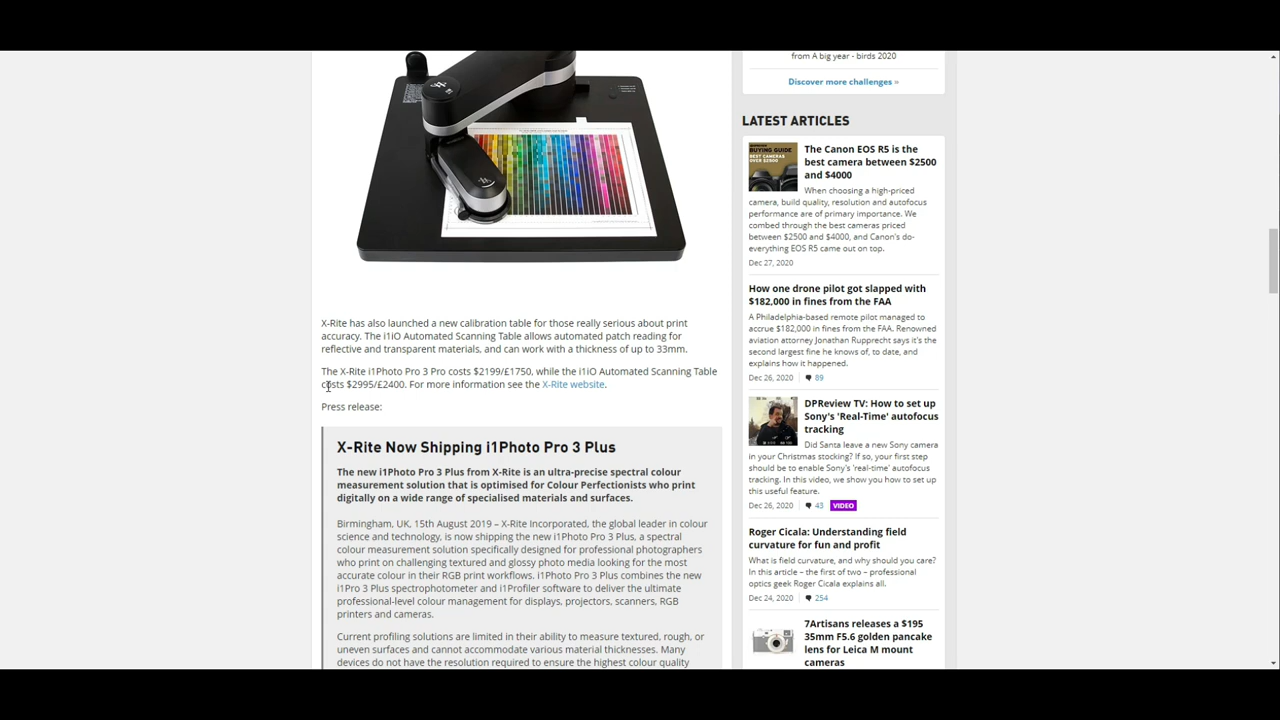 X-Rite has also launched a new calibration table for those really serious about print
accuracy. The i1iO Automated Scanning Table allows automated patch reading for
reflective and transparent materials, and can work with a thickness of up to 33mm.
The X-Rite i1Photo Pro 3 Pro costs $2199/£1750, while the i1iO Automated Scanning Table
costs $2995/£2400. For more information see the X-Rite website.
Press release:
X-Rite Now Shipping i1Photo Pro 3 Plus
The new i1Photo Pro 3 Plus from X-Rite is an ultra-precise spectral colour
measurement solution that is optimised for Colour Perfectionists who print
digitally on a wide range of specialised materials and surfaces.
Birmingham, UK, 15th August 2019 – X-Rite Incorporated, the global leader in colour
science and technology, is now shipping the new i1Photo Pro 3 Plus, a spectral
colour measurement solution specifically designed for professional photographers
who print on challenging textured and glossy photo media looking for the most
accurate colour in their RGB print workflows. i1Photo Pro 3 Plus combines the new
i1Pro 3 Plus spectrophotometer and i1Profiler software to deliver the ultimate
professional-level colour management for displays, projectors, scanners, RGB
printers and cameras.
Current profiling solutions are limited in their ability to measure textured, rough, or
uneven surfaces and cannot accommodate various material thicknesses. Many
devices do not have the resolution required to ensure the highest colour quality
from A big year - birds 2020
Discover more challenges »
LATEST ARTICLES
BUYING GUIDE
BEST CAMERAS
OVER $2500
The Canon EOS R5 is the
best camera between $2500
and $4000
When choosing a high-priced
camera, build quality, resolution and autofocus
performance are of primary importance. We
combed through the best cameras priced
between $2500 and $4000, and Canon's do-
everything EOS R5 came out on top.
Dec 27, 2020
How one drone pilot got slapped with
$182,000 in fines from the FAA
A Philadelphia-based remote pilot managed to
accrue $182,000 in fines from the FAA. Renowned
aviation attorney Jonathan Rupprecht says it's the
second largest fine he knows of, to date, and
explains how it happened.
Dec 26, 2020 89
DPReview TV: How to set up
Sony's 'Real-Time' autofocus
tracking
Did Santa leave a new Sony camera
in your Christmas stocking? If so, your first step
should be to enable Sony's 'real-time' autofocus
tracking. In this video, we show you how to set up
this useful feature.
Dec 26, 2020 43 VIDEO
Roger Cicala: Understanding field
curvature for fun and profit
What is field curvature, and why should you care?
In this article – the first of two – professional
optics geek Roger Cicala explains all.
Dec 24, 2020 254
7Artisans releases a $195
35mm F5.6 golden pancake
lens for Leica M mount
cameras